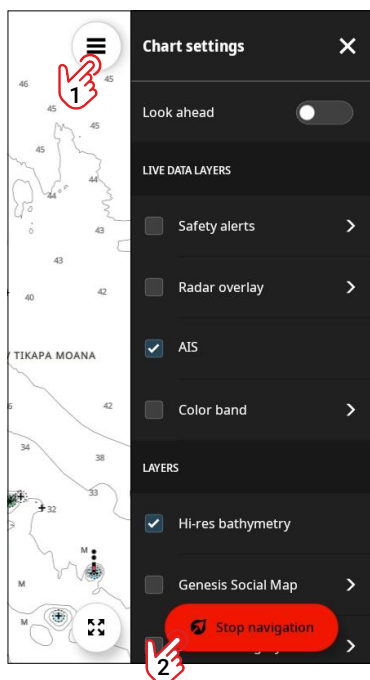 Chart settings
1
46
45
45
45
45
44
44
43
43
42
40
TIKAPA MOANA
42
34
38
33
32
M
M
M
Look ahead
LIVE DATA LAYERS
Safety alerts
Radar overlay
AIS
Color band
LAYERS
Hi-res bathymetry
Genesis Social Map
Stop navigation
2